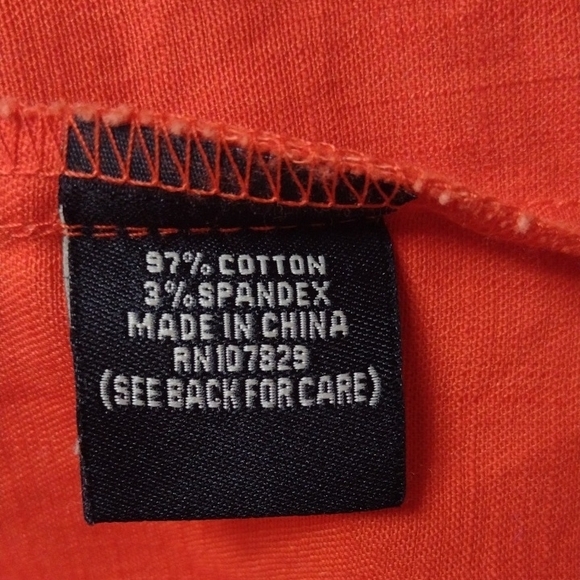 97% COTTON
3% SPANDEX
MADE IN CHINA
RN107829
(SEE BACK FOR CARE)